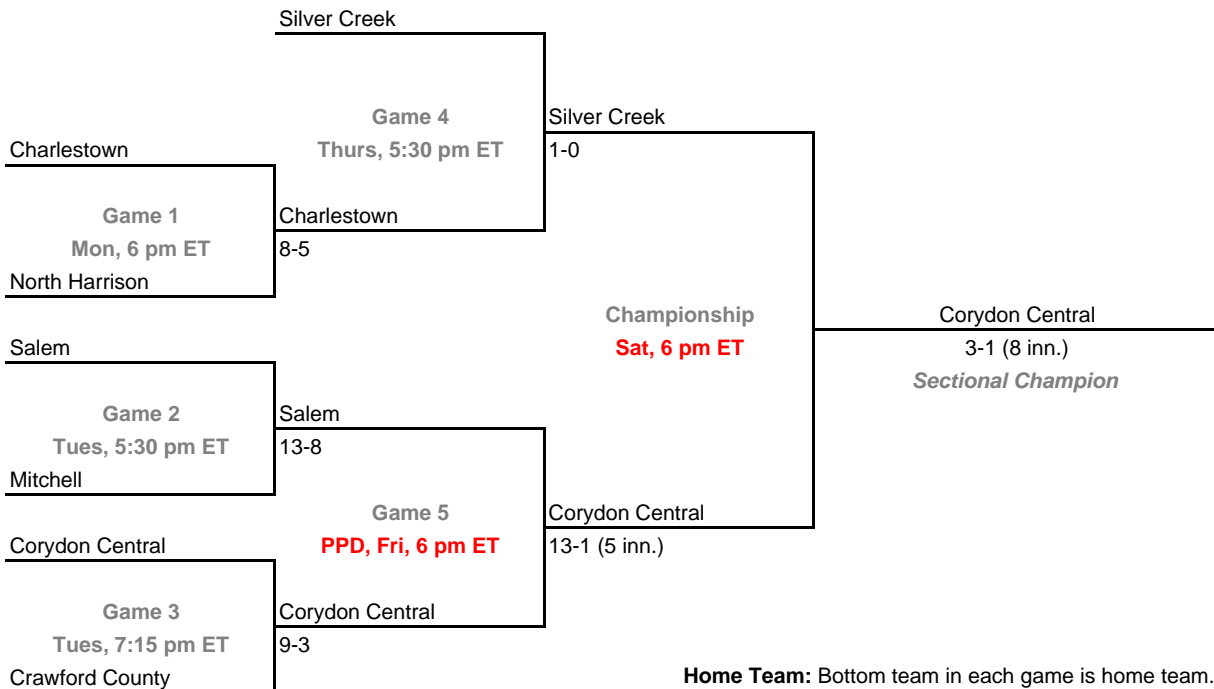 Silver Creek
Game 4
Silver Creek
Charlestown
Thurs, 5:30 pm ET
1-0
Game 1
Charlestown
Mon, 6 pm ET
8-5
North Harrison
Championship
Corydon Central
Salem
Sat, 6 pm ET
3-1 (8 inn.)
Sectional Champion
Game 2
Salem
Tues, 5:30 pm ET
13-8
Mitchell
Game 5
Corydon Central
Corydon Central
PPD, Fri, 6 pm ET
13-1 (5 inn.)
Game 3
Corydon Central
Tues, 7:15 pm ET
9-3
Crawford County
Home Team: Bottom team in each game is home team.